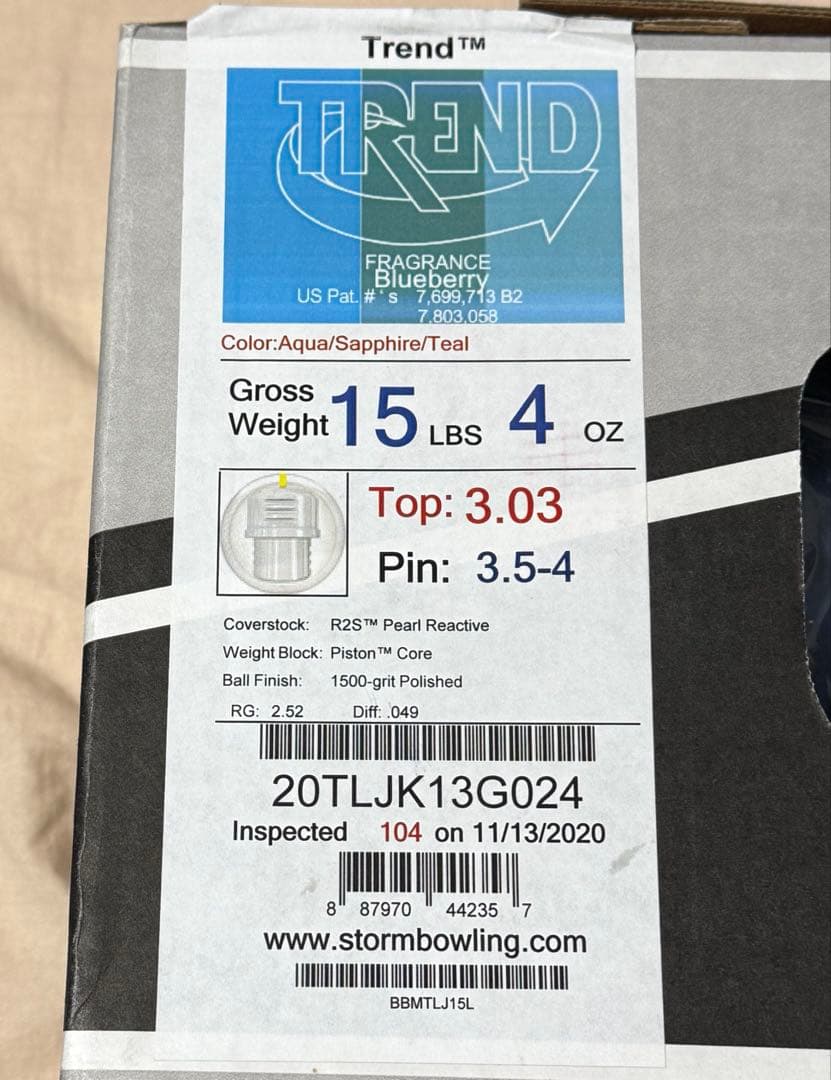 Trend™
TREND
FRAGRANCE
Blueberry
US Pat. #'s 7,699,713 B2
7,803,058
Color:Aqua/Sapphire/Teal
Gross Weight 15 LBS 4 OZ
Top: 3.03
Pin: 3.5-4
Coverstock: R2S™ Pearl Reactive
Weight Block: Piston™ Core
Ball Finish: 1500-grit Polished
RG: 2.52 Diff: .049
20TLJK13G024
Inspected 104 on 11/13/2020
8 87970 44235 7
www.stormbowling.com
BBMTLJ15L